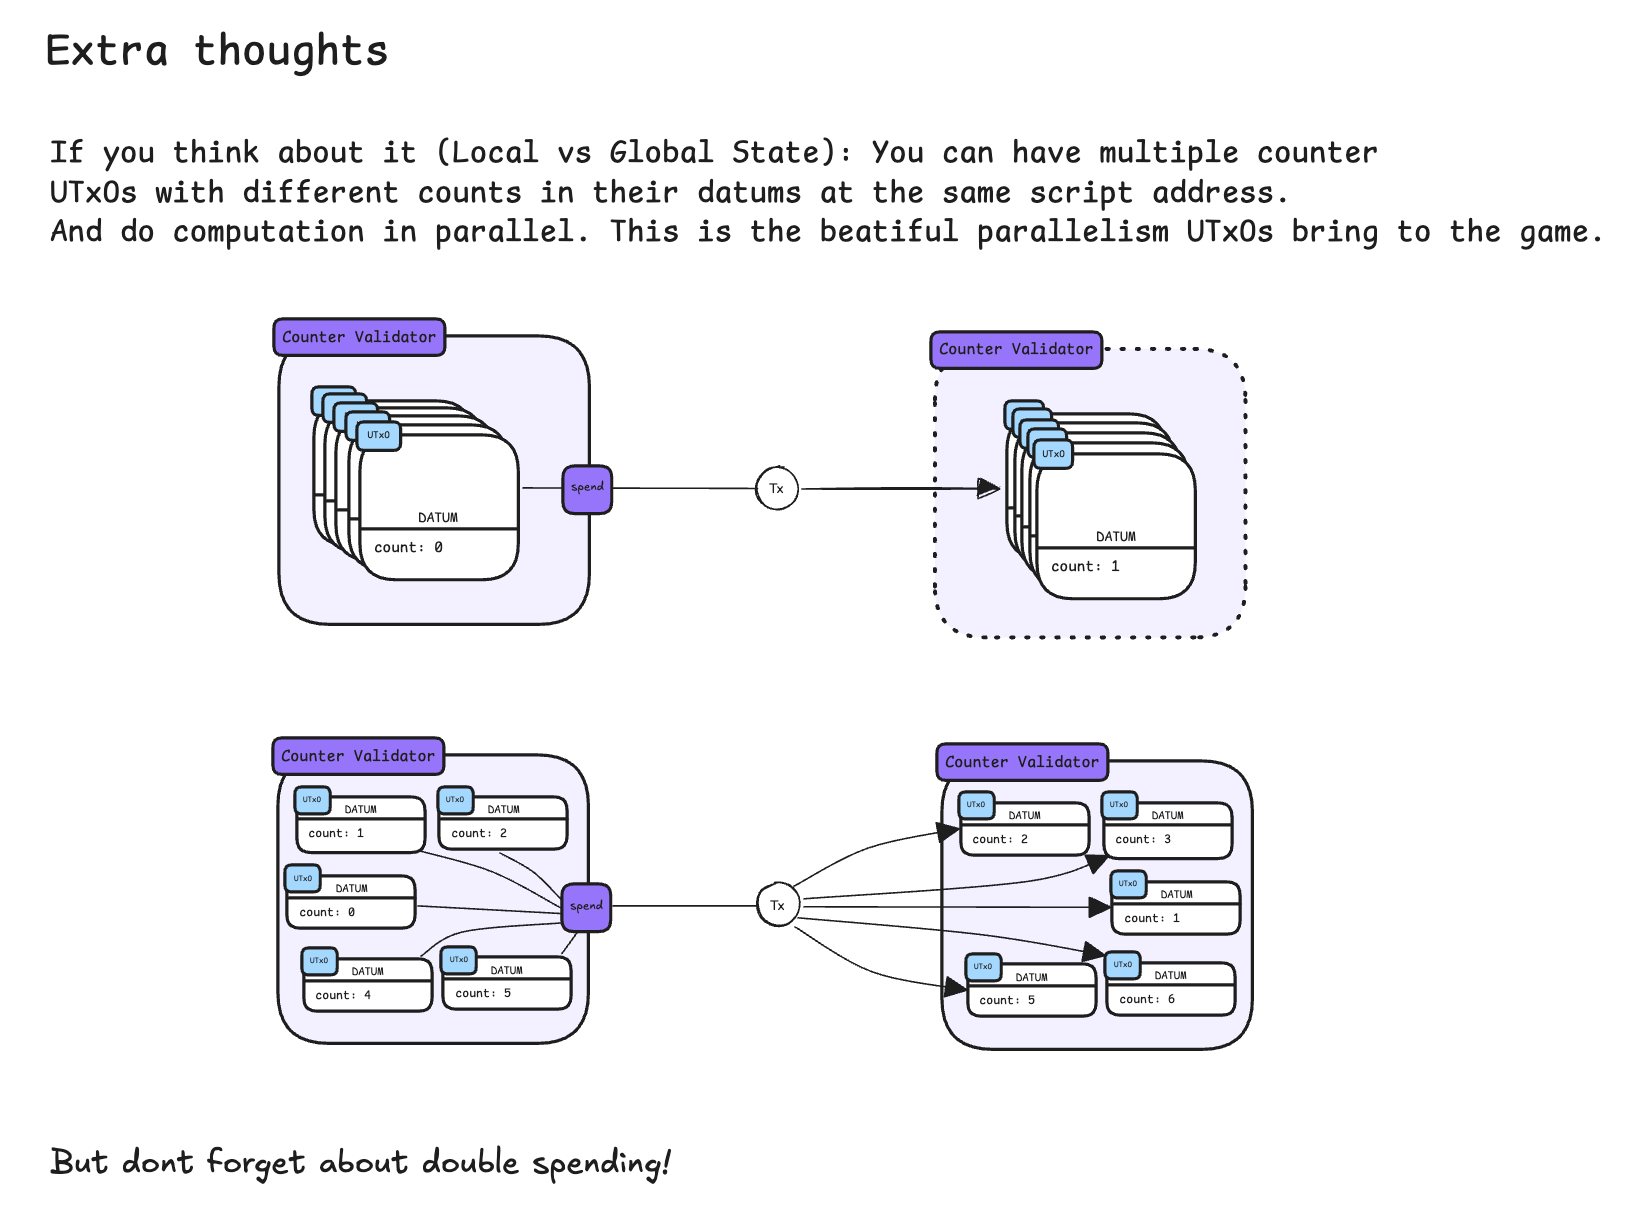 Extra thoughts
If you think about it (Local vs Global State): You can have multiple counter
UTxOs with different counts in their datums at the same script address.
And do computation in parallel. This is the beatiful parallelism UTxOs bring to the game.
Counter Validator
UTxO
DATUM
count: 0
spend
Tx
Counter Validator
UTxO
DATUM
count: 1
Counter Validator
UTxO
DATUM
count: 1
UTxO
DATUM
count: 2
UTxO
DATUM
count: 0
UTxO
DATUM
count: 4
UTxO
DATUM
count: 5
spend
Tx
Counter Validator
UTxO
DATUM
count: 2
UTxO
DATUM
count: 3
UTxO
DATUM
count: 1
UTxO
DATUM
count: 5
UTxO
DATUM
count: 6
But dont forget about double spending!